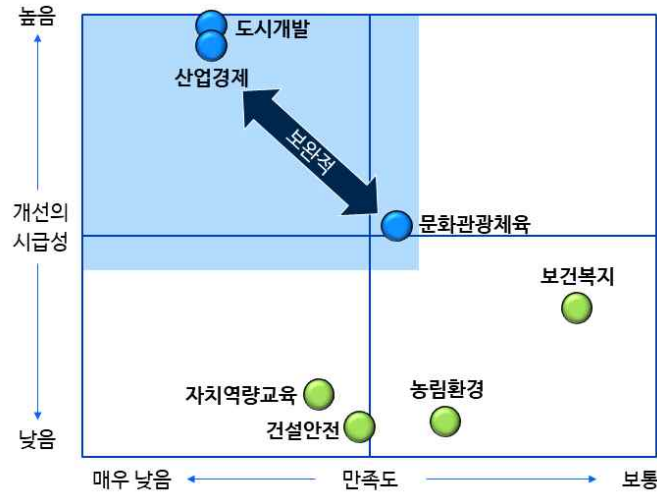 높음
도시개발
산업경제
보완적
개선의
시급성
문화관광체육
보건복지
자치역량교육
농림환경
건설안전
낮음
매우 낮음
만족도
보통